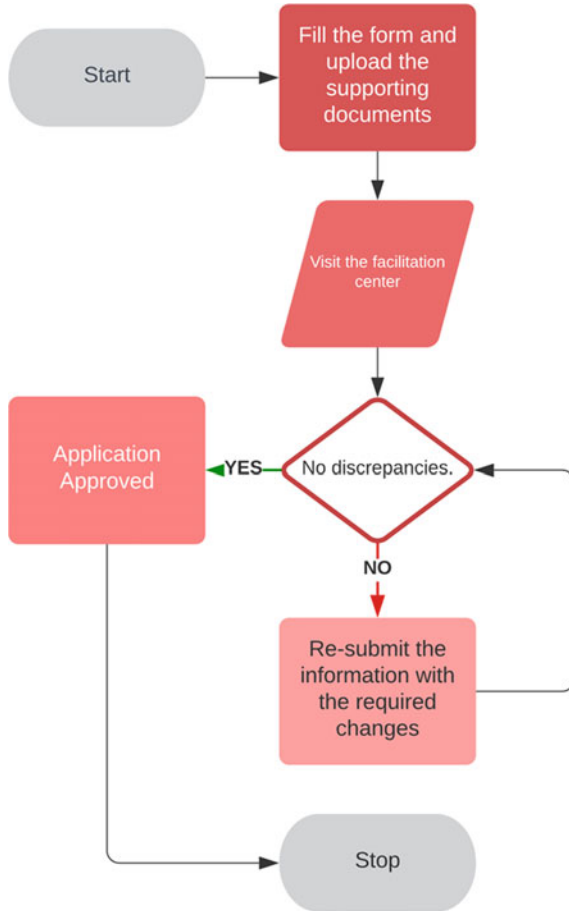 Start
Fill the form and
upload the
supporting
documents
Visit the facilitation
center
No discrepancies.
YES
Application
Approved
NO
Re-submit the
information with
the required
changes
Stop